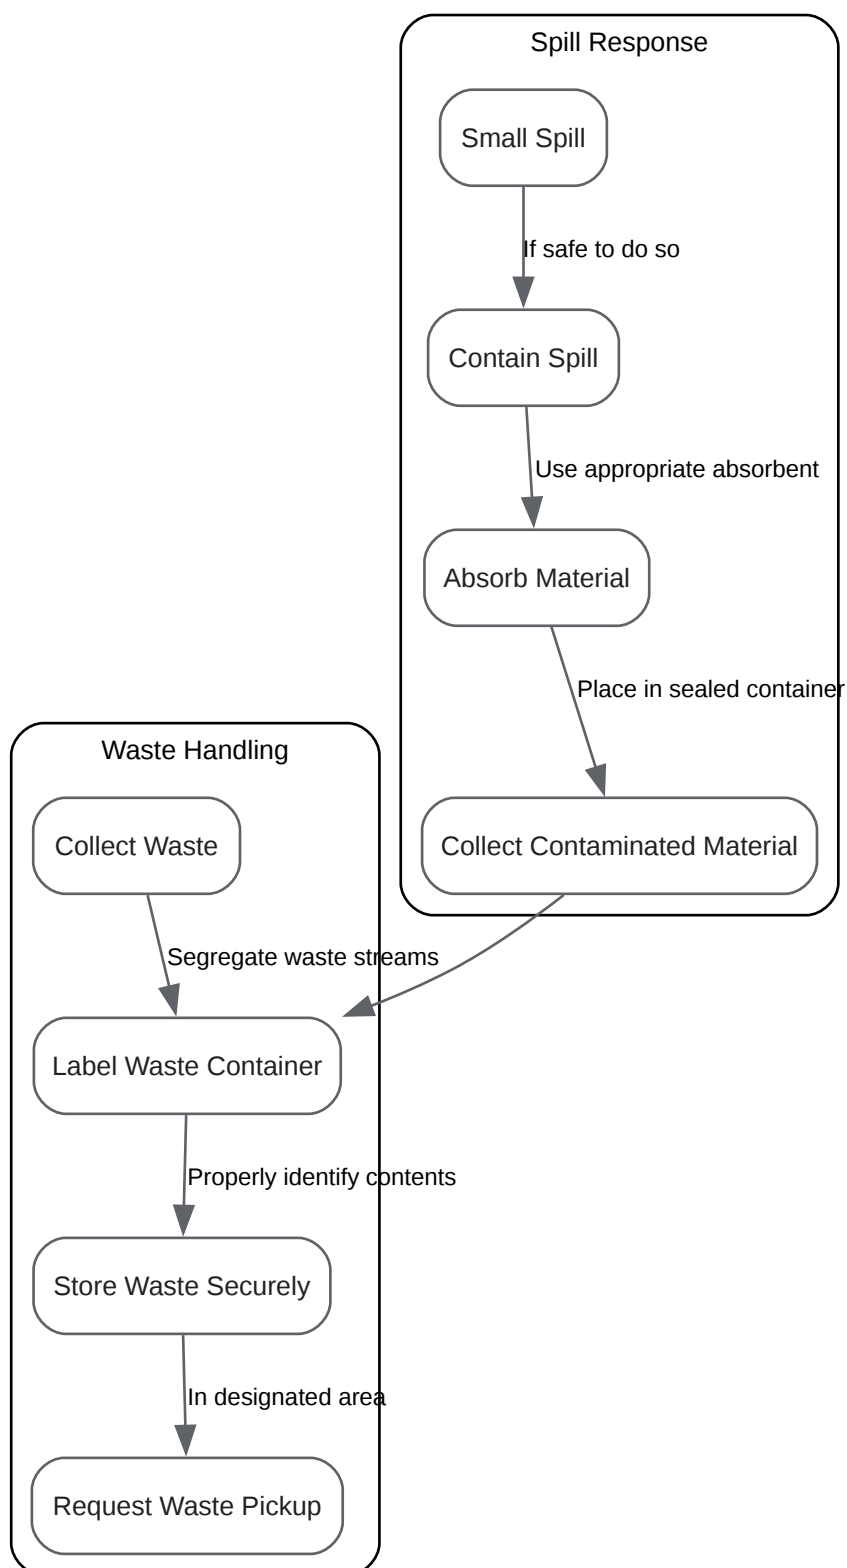 Spill Response
Small Spill
If safe to do so
Contain Spill
Use appropriate absorbent
Absorb Material
Place in sealed container
Collect Contaminated Material
Waste Handling
Collect Waste
Segregate waste streams
Label Waste Container
Properly identify contents
Store Waste Securely
In designated area
Request Waste Pickup